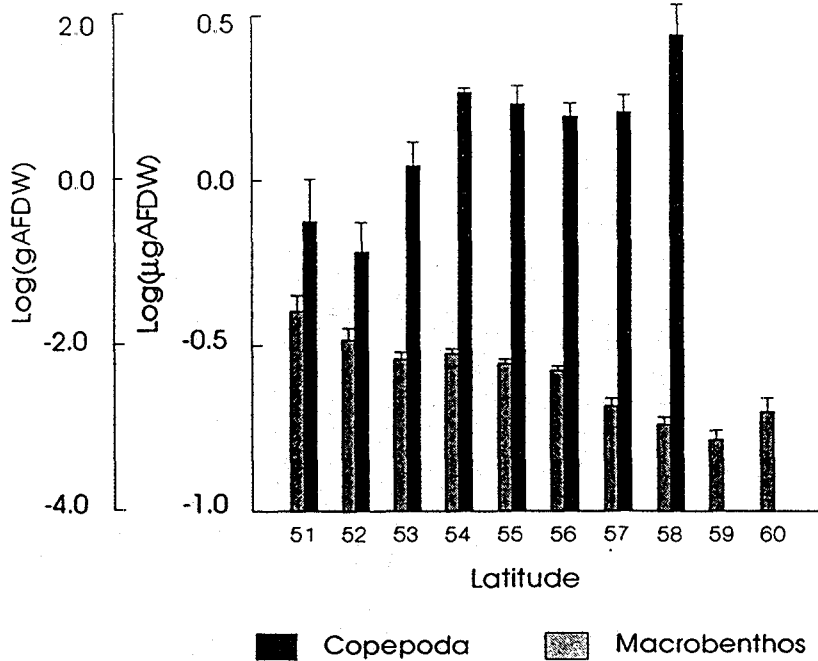 2.0
0.0
-2.0
-4.0
Log(gAFDW)
0.5
0.0
-0.5
-1.0
Log(μgAFDW)
51 52 53 54 55 56 57 58 59 60
Latitude
Copepoda Macrobenthos